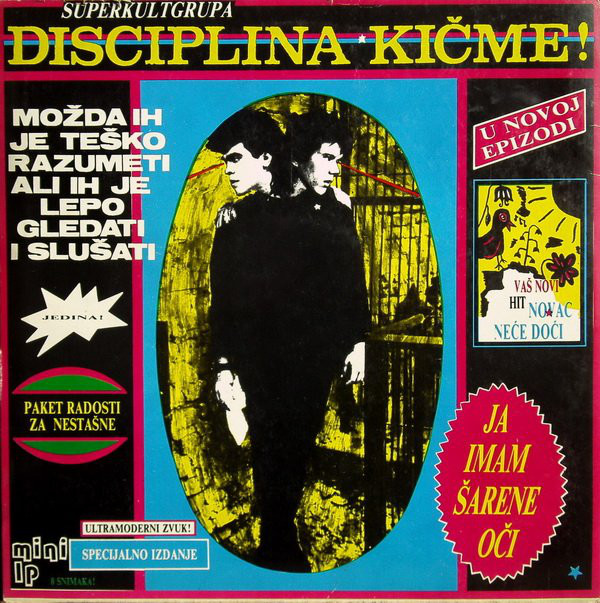 SUPERKULTGRUPA
DISCIPLINA KIČME!
MOŽDA IH
JE TEŠKO
RAZUMETI
ALI IH JE
LEPO
GLEDATI
I SLUŠATI
U NOVOJ
EPIZODI
VAŠ NOVI
HIT NOVAC
NEĆE DOĆI
JEDINA!
PAKET RADOSTI
ZA NESTAŠNE
JA
IMAM
ŠARENE
OČI
ULTRAMODERNI ZVUK!
SPECIJALNO IZDANJE
mini
lp
8 SNIMAKA!